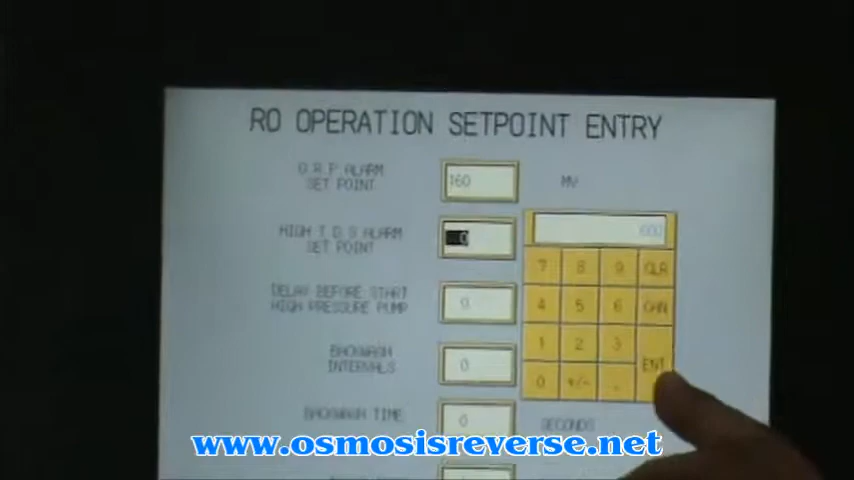 RO OPERATION SETPOINT ENTRY
O R P ALARM
SET POINT
160
MV
HIGH T D S ALARM
SET POINT
0
600
7 8 9 CLR
DELAY BEFORE START
HIGH PRESSURE PUMP
0
4 5 6 CAN
BACKWASH
INTERVALS
0
1 2 3
ENT
0 +/- .
BACKWASH TIME
0
SECONDS
www.osmosisreverse.net